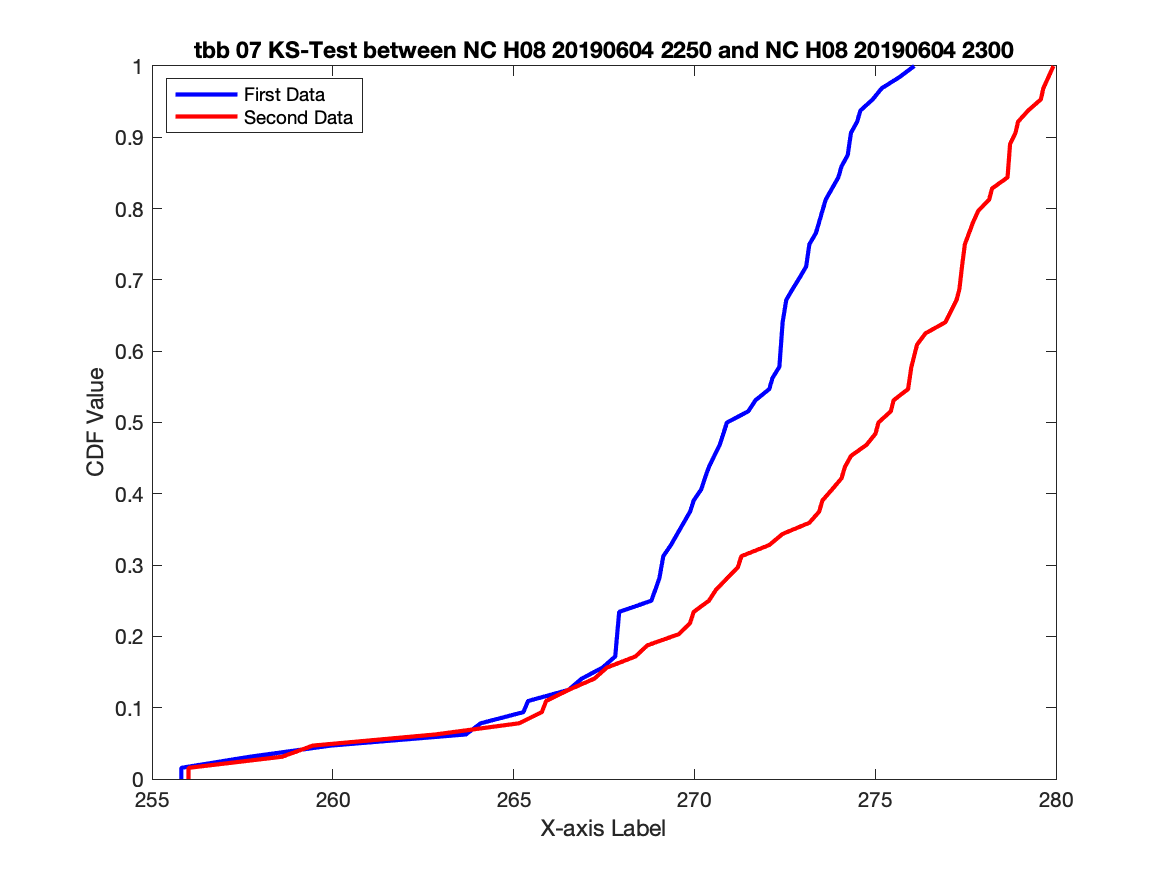 tbb 07 KS-Test between NC H08 20190604 2250 and NC H08 20190604 2300
First Data
Second Data
CDF Value
1
0.9
0.8
0.7
0.6
0.5
0.4
0.3
0.2
0.1
0
255 260 265 270 275 280
X-axis Label